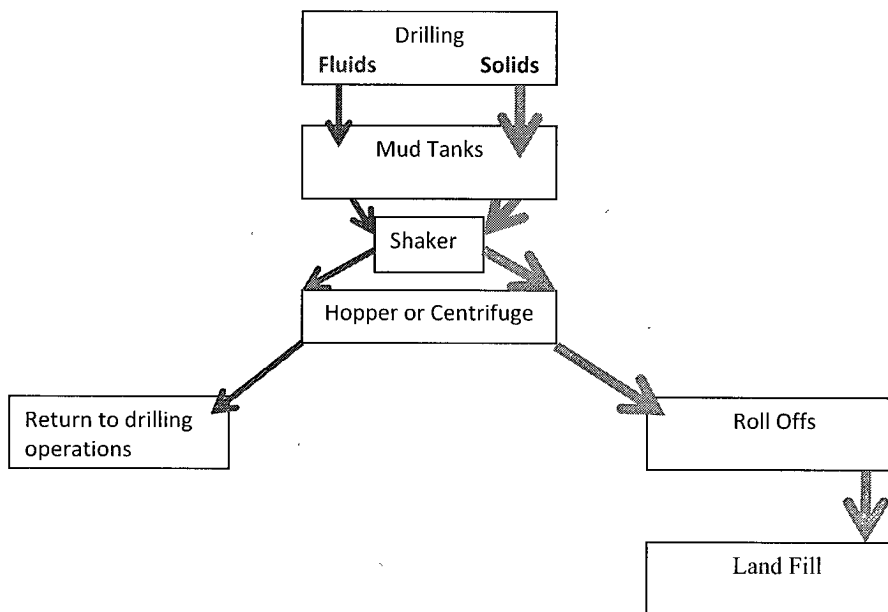 Drilling
Fluids Solids
Mud Tanks
Shaker
Hopper or Centrifuge
Return to drilling
operations
Roll Offs
Land Fill